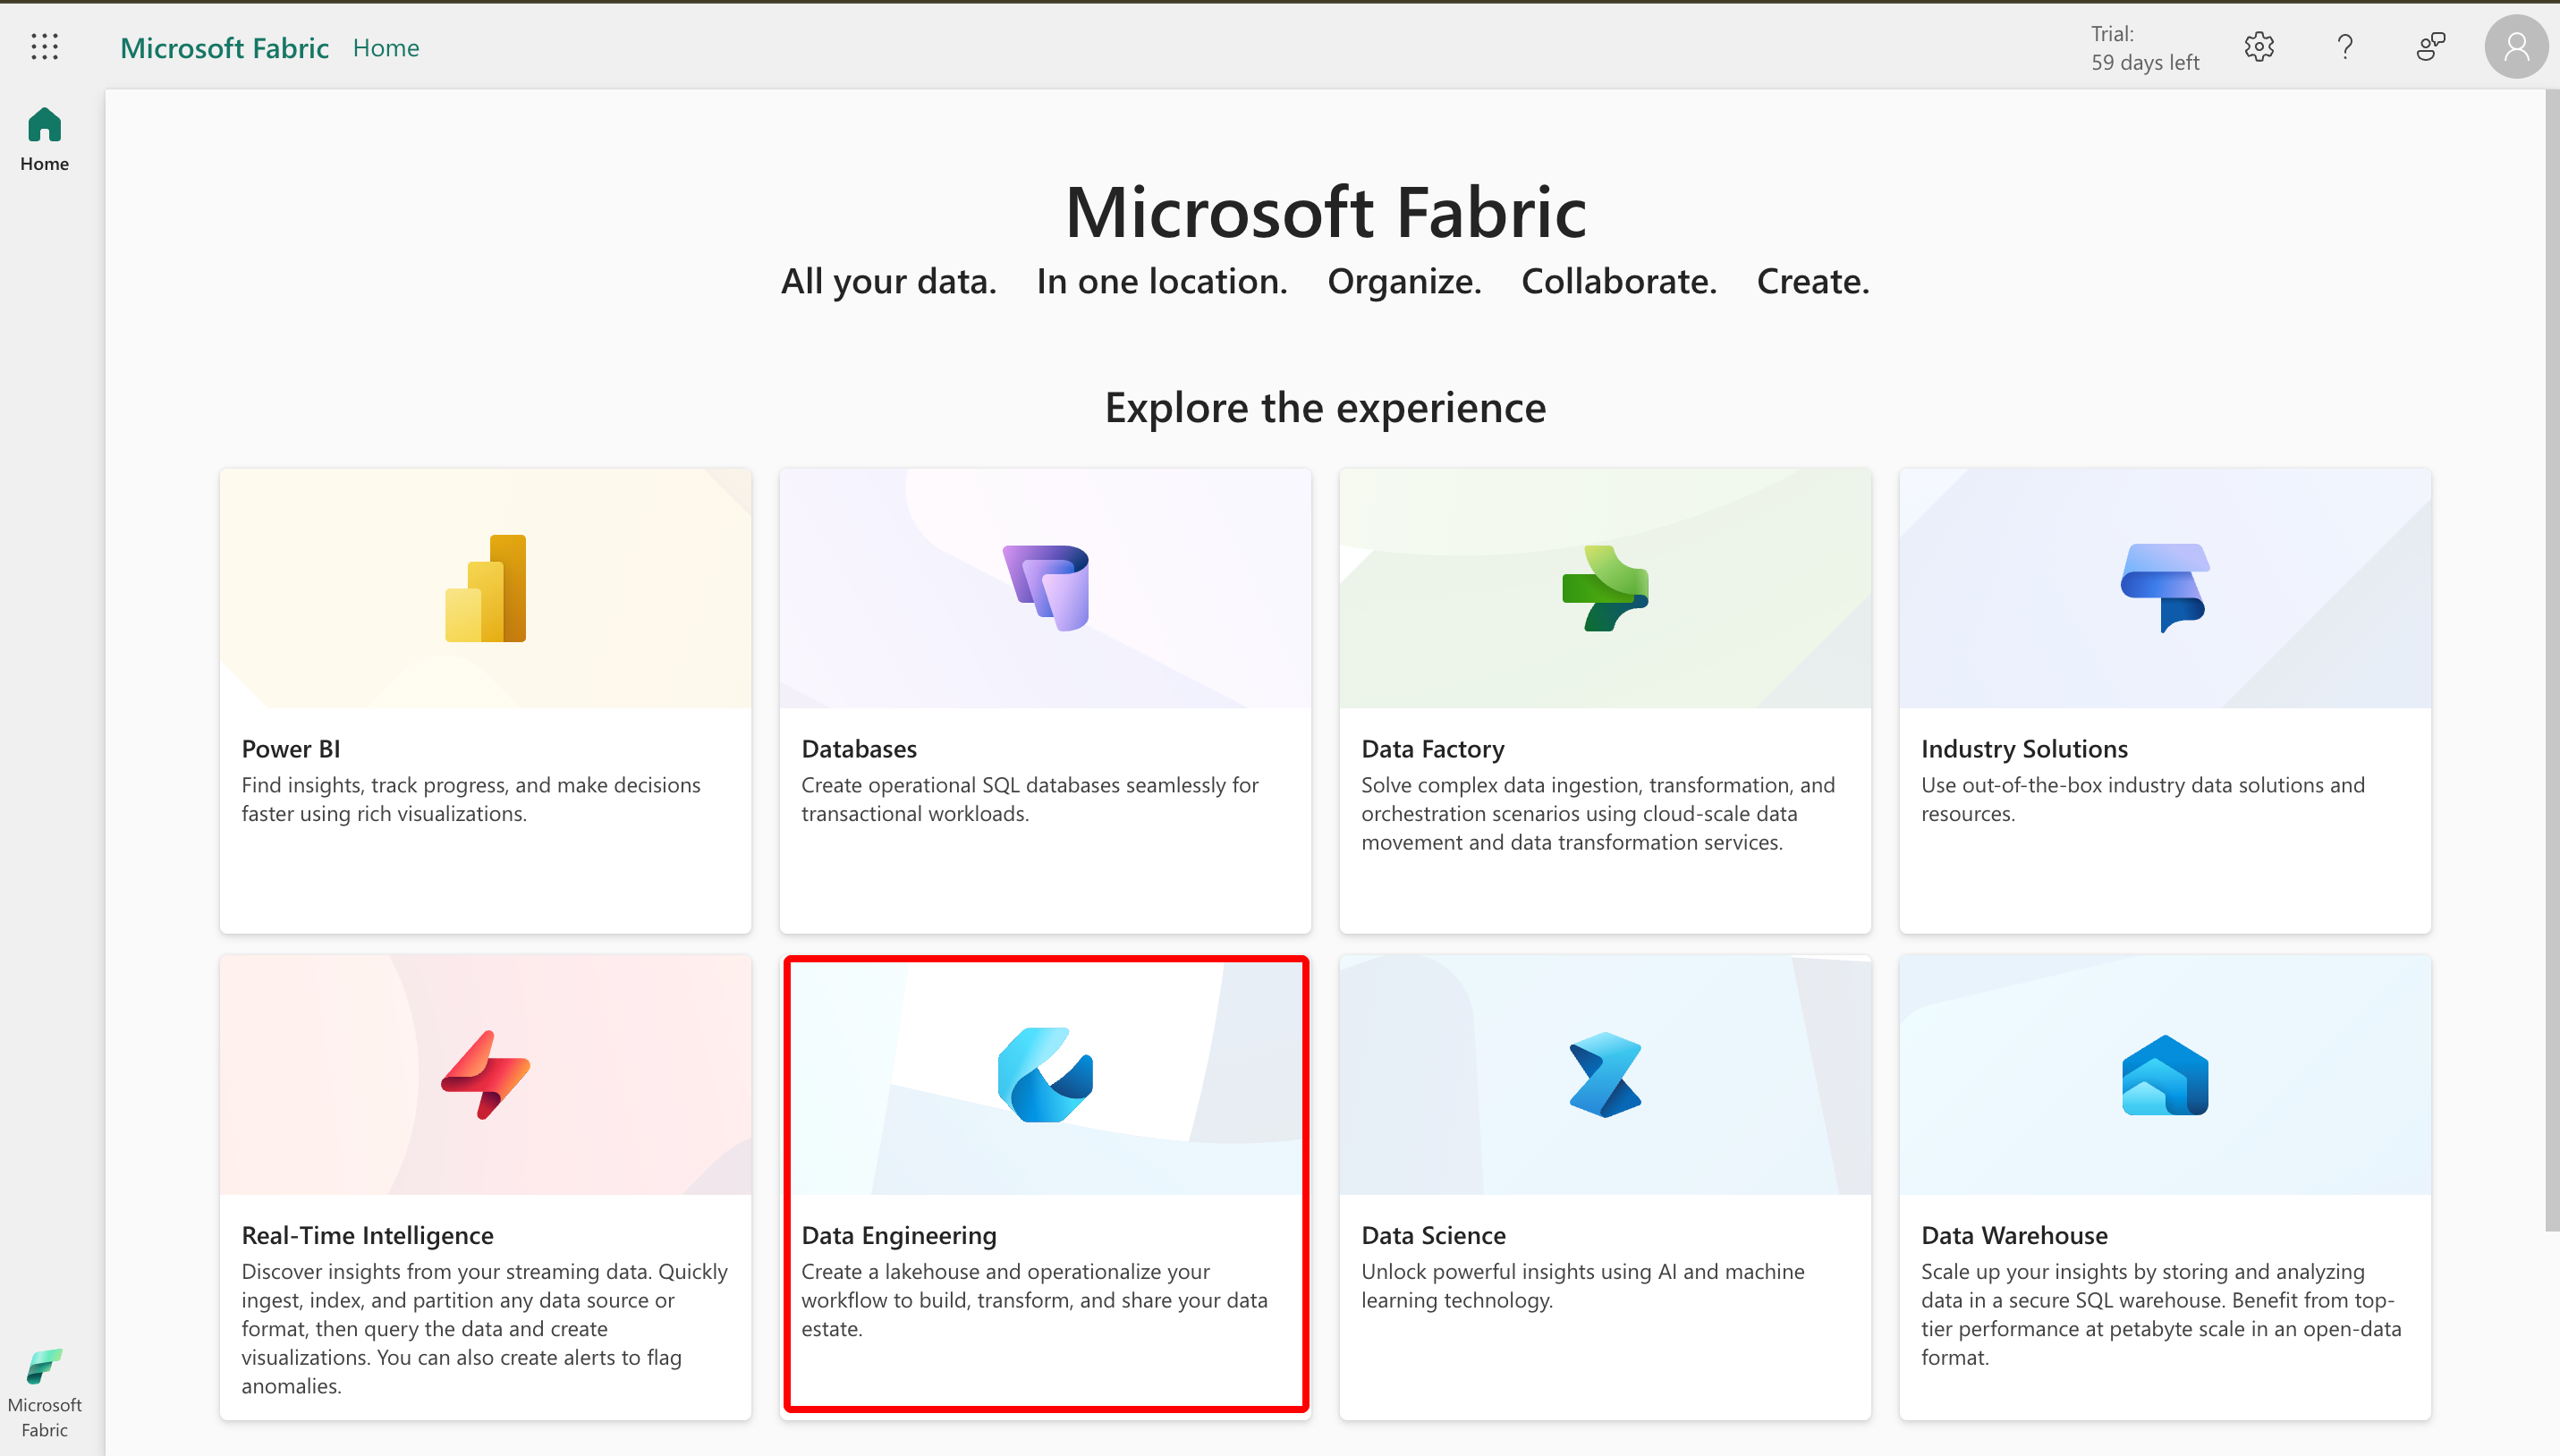 Microsoft Fabric Home
Trial:
59 days left
Home
Microsoft Fabric
All your data. In one location. Organize. Collaborate. Create.
Explore the experience
Power BI
Find insights, track progress, and make decisions
faster using rich visualizations.
Databases
Create operational SQL databases seamlessly for
transactional workloads.
Data Factory
Solve complex data ingestion, transformation, and
orchestration scenarios using cloud-scale data
movement and data transformation services.
Industry Solutions
Use out-of-the-box industry data solutions and
resources.
Real-Time Intelligence
Discover insights from your streaming data. Quickly
ingest, index, and partition any data source or
format, then query the data and create
visualizations. You can also create alerts to flag
anomalies.
Data Engineering
Create a lakehouse and operationalize your
workflow to build, transform, and share your data
estate.
Data Science
Unlock powerful insights using AI and machine
learning technology.
Data Warehouse
Scale up your insights by storing and analyzing
data in a secure SQL warehouse. Benefit from top-
tier performance at petabyte scale in an open-data
format.
Microsoft
Fabric